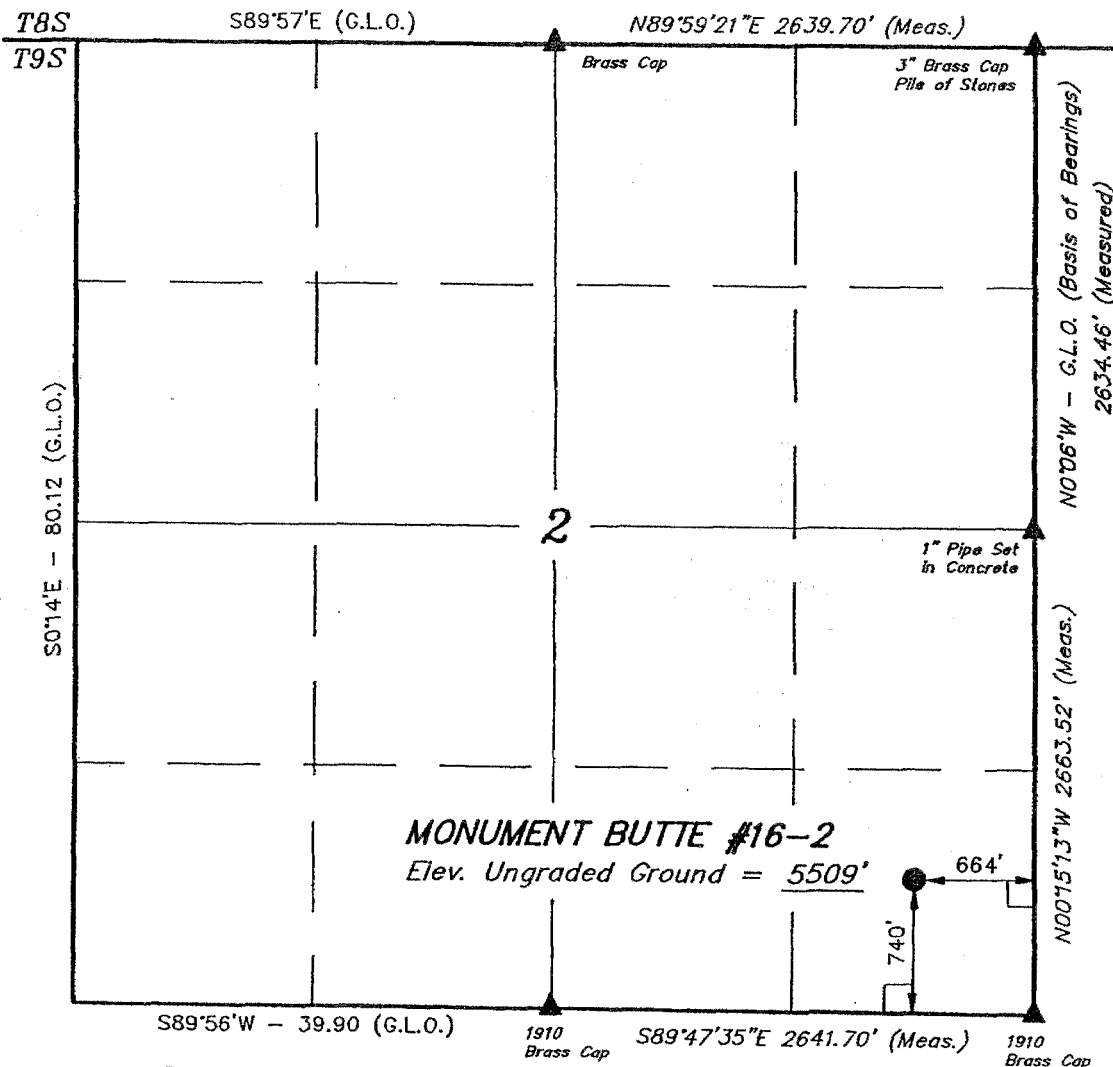 T8S
S89°57'E (G.L.O.)
N89°59'21"E 2639.70' (Meas.)
T9S
Brass Cap
3" Brass Cap
Pile of Stones
N0°06'W – G.L.O. (Basis of Bearings)
2634.46' (Measured)
S0°14'E – 80.12 (G.L.O.)
2
1" Pipe Set
In Concrete
N00°15'13"W 2663.52' (Meas.)
MONUMENT BUTTE #16-2
Elev. Ungraded Ground = 5509'
664'
740'
S89°56'W – 39.90 (G.L.O.)
1910
Brass Cap
S89°47'35"E 2641.70' (Meas.)
1910
Brass Cap